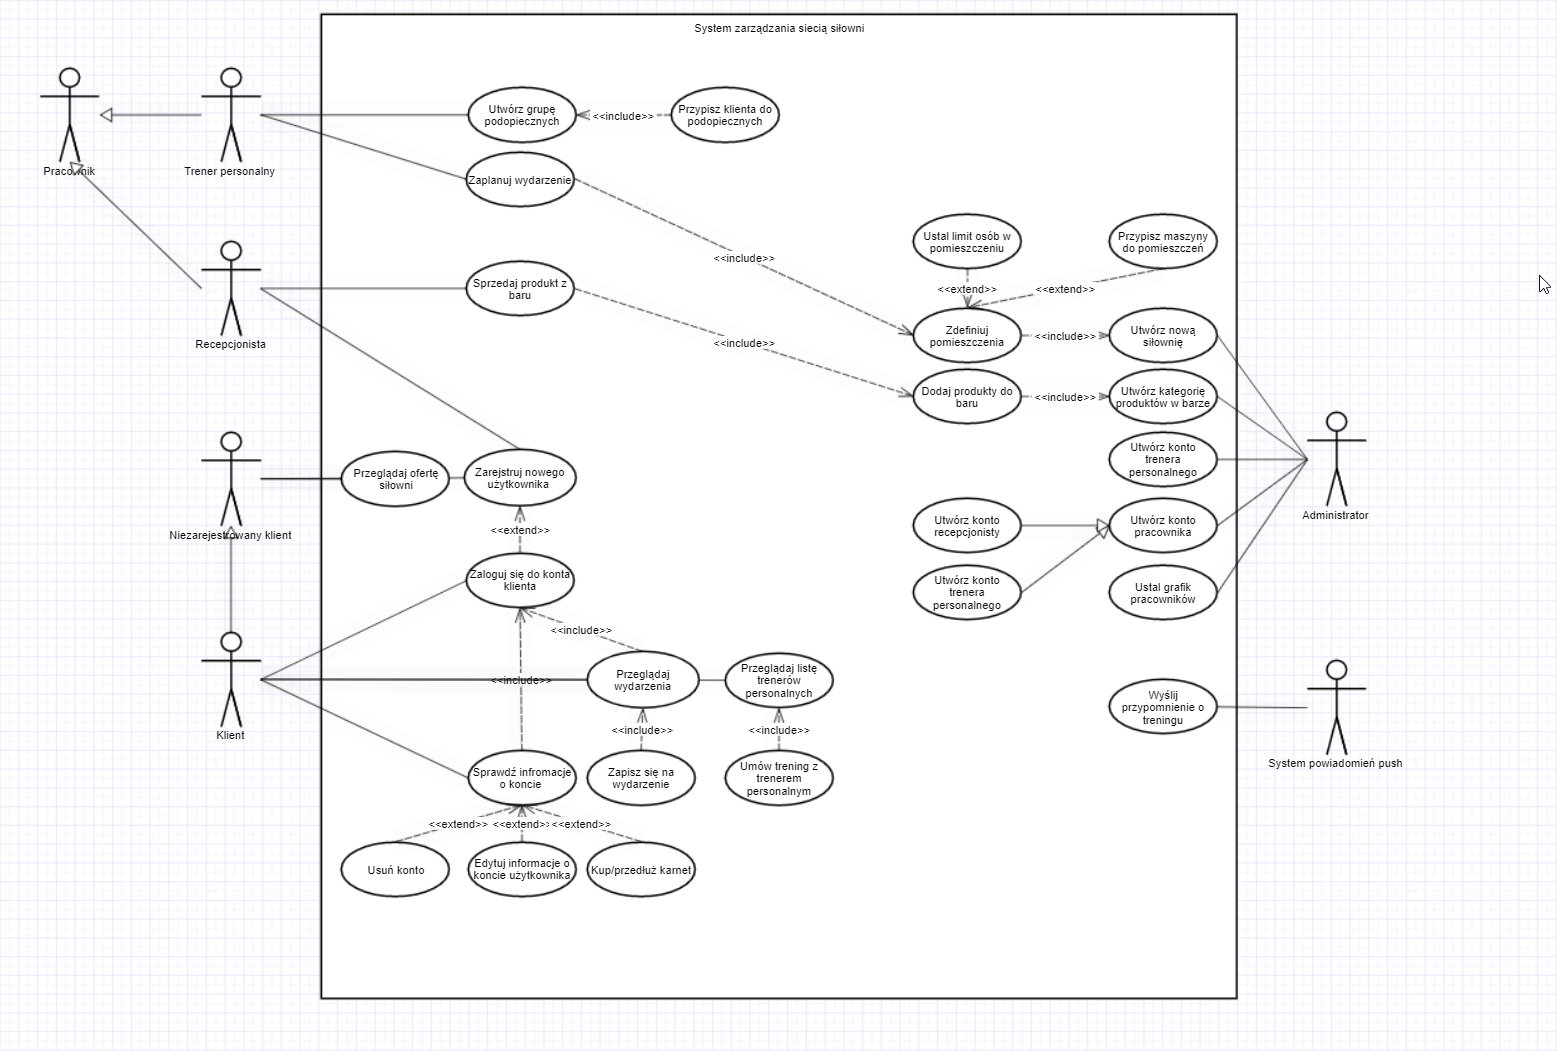 System zarządzania siecią siłowni
Pracownik
Trener personalny
Utwórz grupę
podopiecznych
<<include>>
Przypisz klienta do
podopiecznych
Zaplanuj wydarzenie
<<include>>
Ustal limit osób w
pomieszczeniu
Przypisz maszyny
do pomieszczeń
Recepcjonista
Sprzedaj produkt z
baru
<<include>>
<<extend>>
<<extend>>
Zdefiniuj
pomieszczenia
<<include>>
Utwórz nową
siłownię
Dodaj produkty do
baru
<<include>>
Utwórz kategorię
produktów w barze
Utwórz konto
trenera
personalnego
Administrator
Niezarejestrowany klient
Przeglądaj ofertę
siłowni
Zarejstruj nowego
użytkownika
<<extend>>
Utwórz konto
recepcjonisty
Utwórz konto
pracownika
Zaloguj się do konta
klienta
Utwórz konto
trenera
personalnego
Ustal grafik
pracowników
<<include>>
Klient
<<include>>
Przeglądaj
wydarzenia
Przeglądaj listę
trenerów
personalnych
Wyślij
przypomnienie o
treningu
System powiadomień push
<<include>>
<<include>>
Sprawdź infromacje
o koncie
Zapisz się na
wydarzenie
Umów trening z
trenerem
personalnym
<<extend>>
<<extend>>
<<extend>>
Usuń konto
Edytuj informacje o
koncie użytkownika
Kup/przedłuż karnet